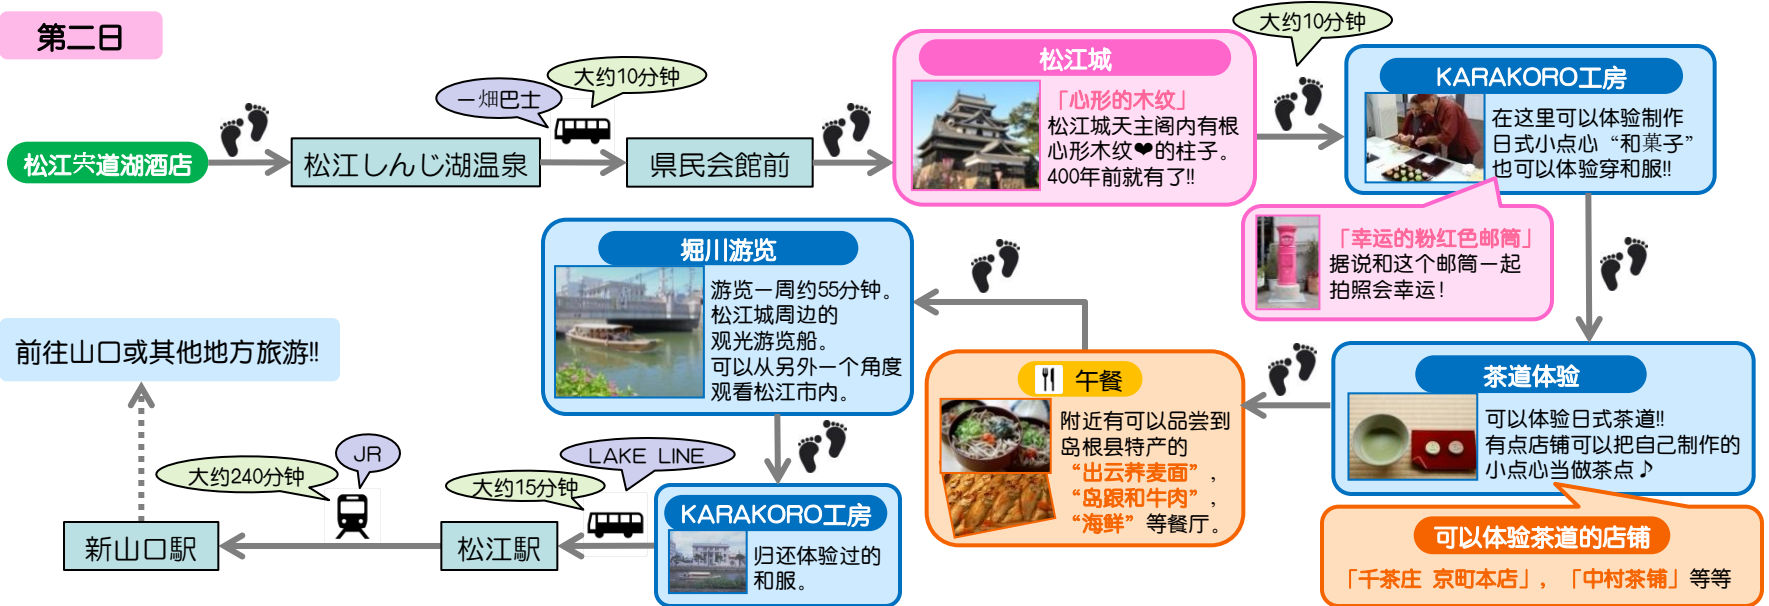 第二日
松江宍道湖酒店
松江しんじ湖温泉
一畑巴士
大约10分钟
県民会館前
松江城
「心形的木纹」
松江城天主阁内有根
心形木纹❤的柱子。
400年前就有了!!
大约10分钟
KARAKORO工房
在这里可以体验制作
日式小点心“和菓子”
也可以体验穿和服!!
「幸运的粉红色邮筒」
据说和这个邮筒一起
拍照会幸运！
茶道体验
可以体验日式茶道!!
有点店铺可以把自己制作的
小点心当做茶点♪
可以体验茶道的店铺
「千茶庄 京町本店」，「中村茶铺」等等
午餐
附近有可以品尝到
岛根县特产的
“出云荞麦面”，
“岛跟和牛肉”，
“海鲜”等餐厅。
堀川游览
游览一周约55分钟。
松江城周边的
观光游览船。
可以从另外一个角度
观看松江市内。
KARAKORO工房
归还体验过的
和服。
LAKE LINE
大约15分钟
松江駅
JR
大约240分钟
新山口駅
前往山口或其他地方旅游!!